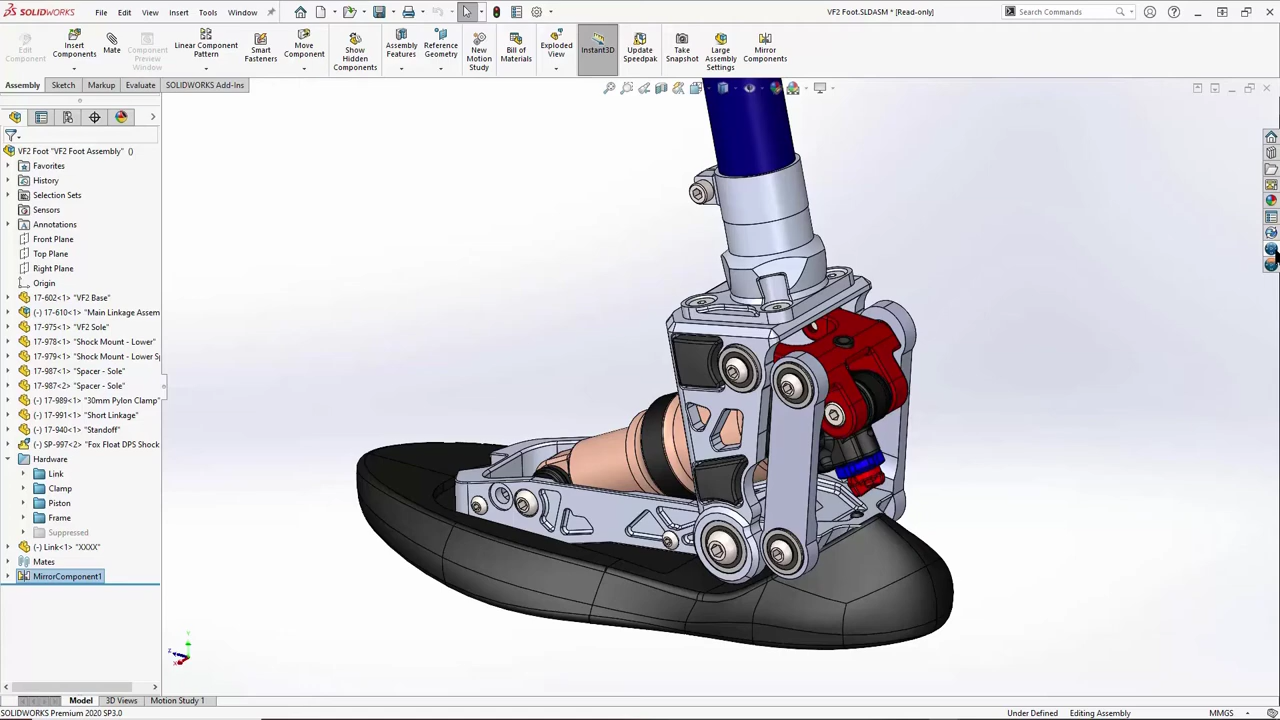 SOLIDWORKS File Edit View Insert Tools Window VF2 Foot.SLDASM * [Read-only] Search Commands
Edit Component
Insert Components
Mate
Component Preview Window
Linear Component Pattern
Smart Fasteners
Move Component
Show Hidden Components
Assembly Features
Reference Geometry
New Motion Study
Bill of Materials
Exploded View
Instant3D
Update Speedpak
Take Snapshot
Large Assembly Settings
Mirror Components
Assembly Sketch Markup Evaluate SOLIDWORKS Add-Ins
VF2 Foot "VF2 Foot Assembly" ()
Favorites
History
Selection Sets
Sensors
Annotations
Front Plane
Top Plane
Right Plane
Origin
17-602<1> "VF2 Base"
(-) 17-610<1> "Main Linkage Assem
17-975<1> "VF2 Sole"
17-978<1> "Shock Mount - Lower"
17-979<1> "Shock Mount - Lower Sp
17-987<1> "Spacer - Sole"
17-987<2> "Spacer - Sole"
(-) 17-989<1> "30mm Pylon Clamp"
(-) 17-991<1> "Short Linkage"
(-) 17-940<1> "Standoff"
(-) SP-997<2> "Fox Float DPS Shock
Hardware
Link
Clamp
Piston
Frame
Suppressed
(-) Link<1> "XXXX"
Mates
MirrorComponent1
Y
Z
X
Model 3D Views Motion Study 1
SOLIDWORKS Premium 2020 SP3.0 Under Defined Editing Assembly MMGS